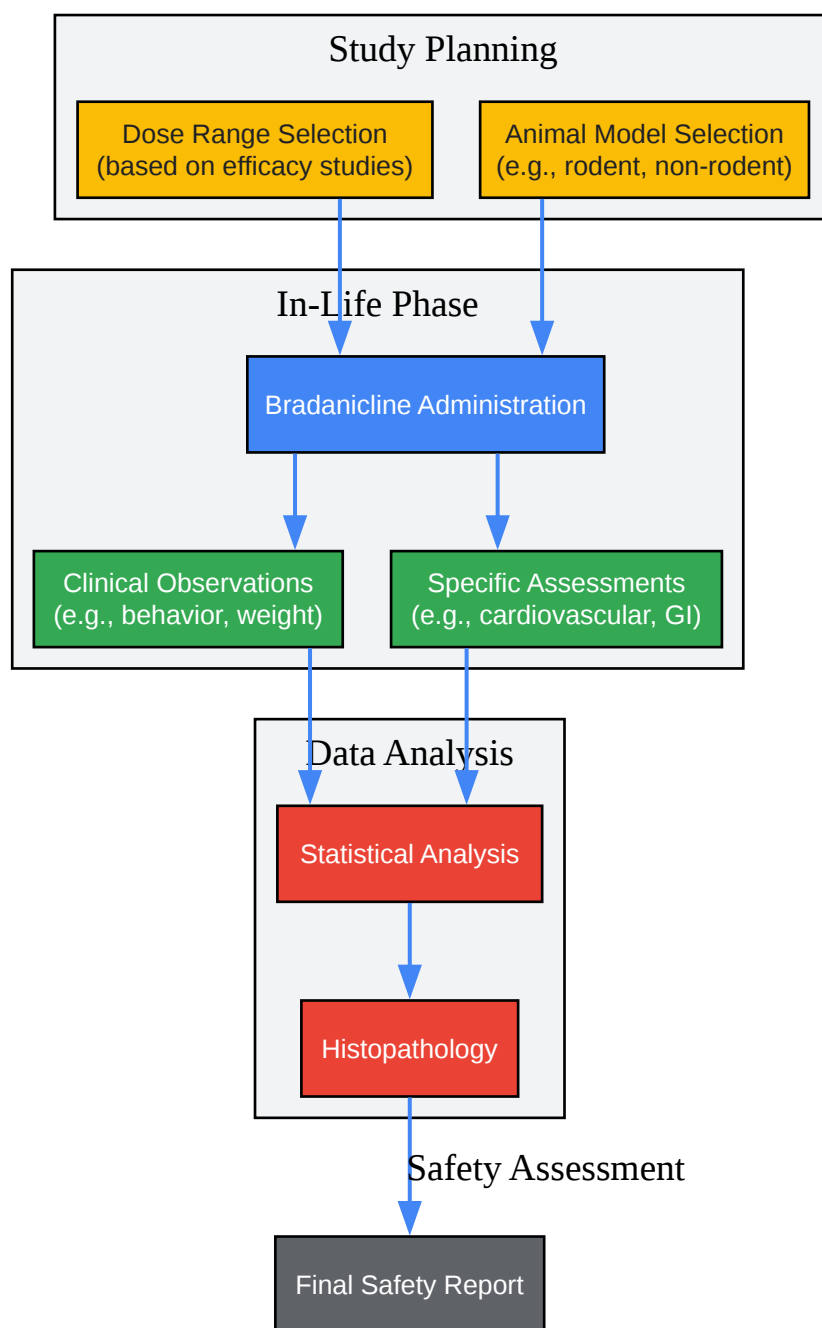 Study Planning
Dose Range Selection
(based on efficacy studies)
Animal Model Selection
(e.g., rodent, non-rodent)
In-Life Phase
Bradanicline Administration
Clinical Observations
(e.g., behavior, weight)
Specific Assessments
(e.g., cardiovascular, GI)
Data Analysis
Statistical Analysis
Histopathology
Safety Assessment
Final Safety Report